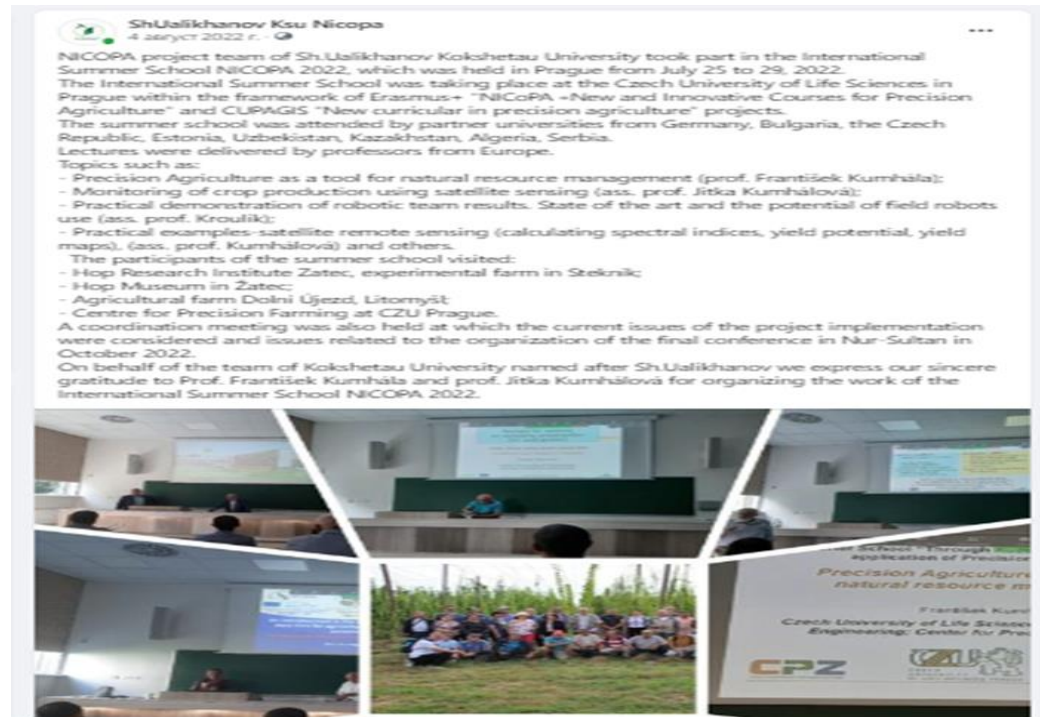 ShUalikhanov Ksu Nicopa
4 август 2022 г. ·
NICOPA project team of Sh.Ualikhanov Kokshetau University took part in the International
Summer School NICOPA 2022, which was held in Prague from July 25 to 29, 2022.
The International Summer School was taking place at the Czech University of Life Sciences in
Prague within the framework of Erasmus+ "NICoPA -New and Innovative Courses for Precision
Agriculture" and CUPAGIS "New curricular in precision agriculture" projects.
The summer school was attended by partner universities from Germany, Bulgaria, the Czech
Republic, Estonia, Uzbekistan, Kazakhstan, Algeria, Serbia.
Lectures were delivered by professors from Europe.
Topics such as:
- Precision Agriculture as a tool for natural resource management (prof. František Kumhála);
- Monitoring of crop production using satellite sensing (ass. prof. Jitka Kumhálová);
- Practical demonstration of robotic team results. State of the art and the potential of field robots
use (ass. prof. Kroulík);
- Practical examples-satellite remote sensing (calculating spectral indices, yield potential, yield
maps), (ass. prof. Kumhálová) and others.
The participants of the summer school visited:
- Hop Research Institute Zatec, experimental farm in Steknik;
- Hop Museum in Žatec;
- Agricultural farm Dolní Újezd, Litomyšl;
- Centre for Precision Farming at CZU Prague.
A coordination meeting was also held at which the current issues of the project implementation
were considered and issues related to the organization of the final conference in Nur-Sultan in
October 2022.
On behalf of the team of Kokshetau University named after Sh.Ualikhanov we express our sincere
gratitude to Prof. František Kumhála and prof. Jitka Kumhálová for organizing the work of the
International Summer School NICOPA 2022.
School "Through
application of Precision
Precision Agriculture
natural resource
František
Czech University of Life
Engineering; Center for
CPZ